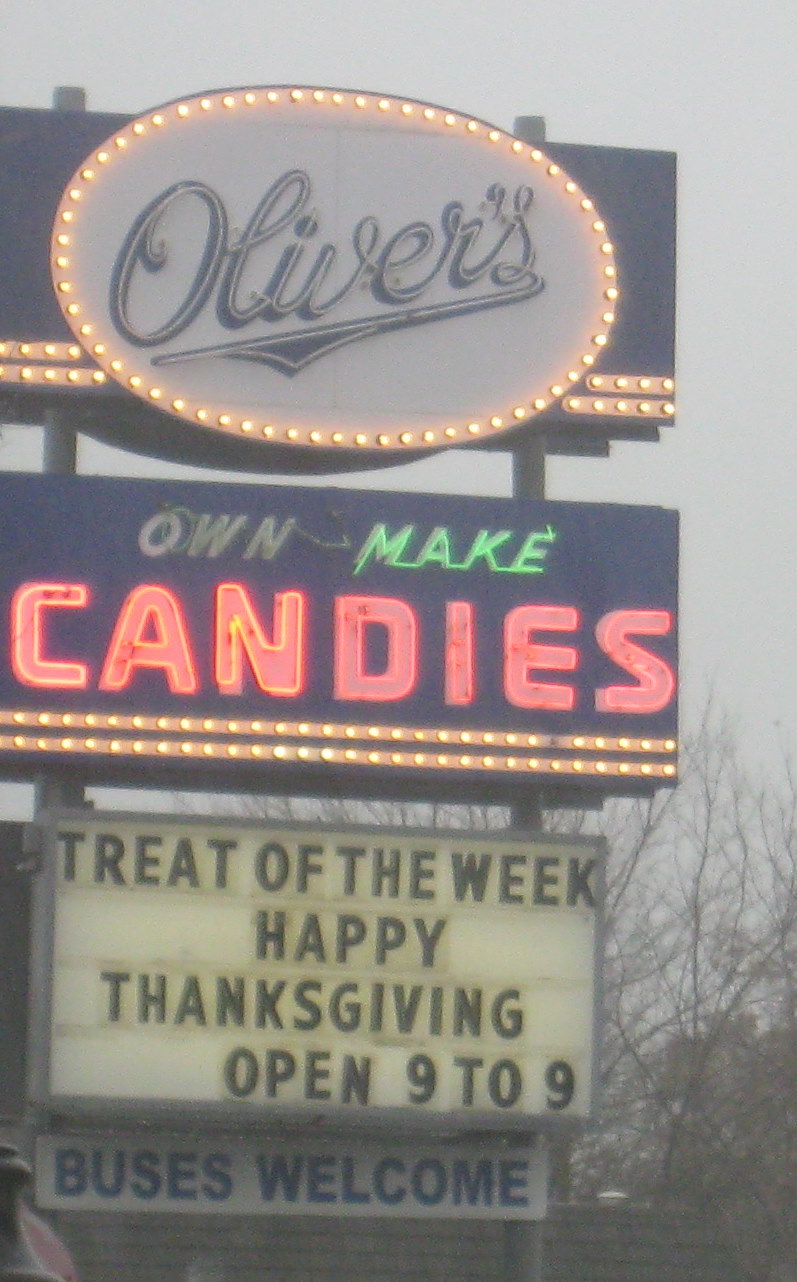 Oliver's
OWN MAKE
CANDIES
TREAT OF THE WEEK
HAPPY
THANKSGIVING
OPEN 9 TO 9
BUSES WELCOME